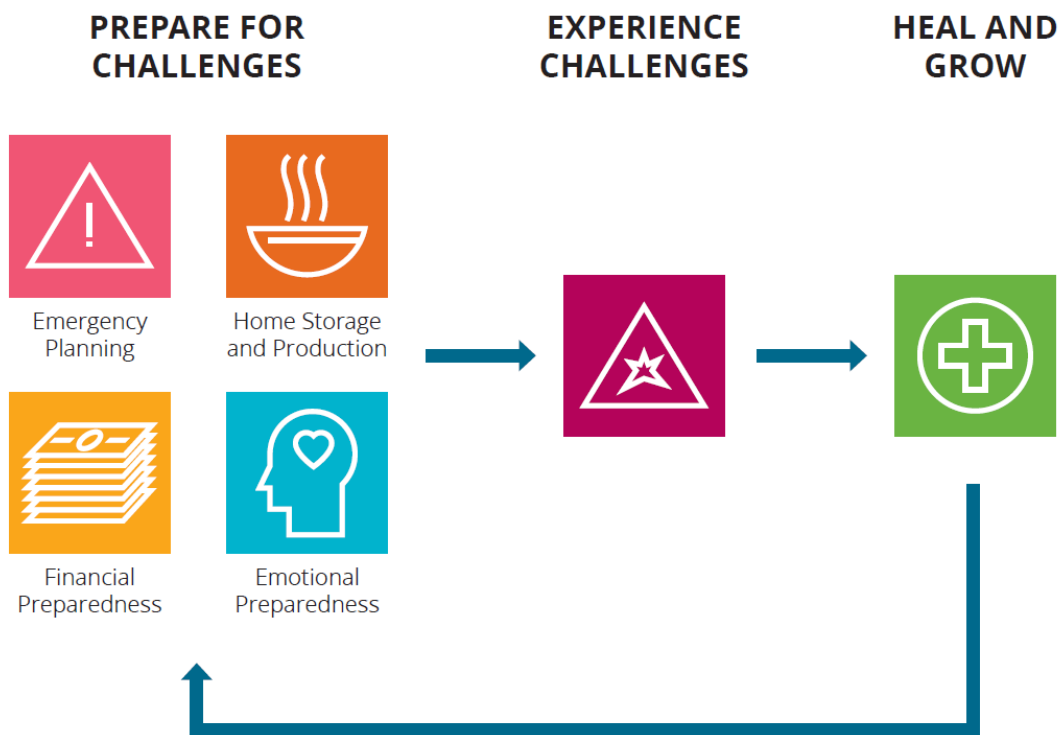 PREPARE FOR
CHALLENGES
EXPERIENCE
CHALLENGES
HEAL AND
GROW
!
Emergency
Planning
Home Storage
and Production
Financial
Preparedness
Emotional
Preparedness